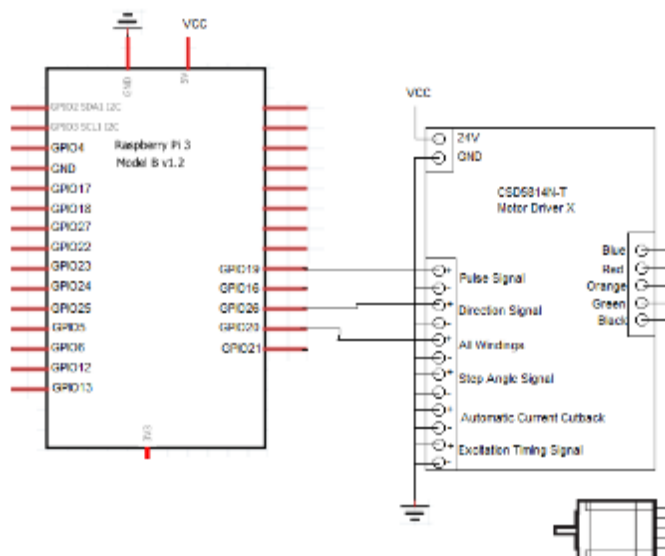 VCC
GND
5V
GPIO2 SDA1 I2C
GPIO3 SCL1 I2C
GPIO4
GND
GPIO17
GPIO18
GPIO27
GPIO22
GPIO23
GPIO24
GPIO25
GPIO5
GPIO6
GPIO12
GPIO13
Raspberry Pi 3
Model B v1.2
GPIO19
GPIO16
GPIO26
GPIO20
GPIO21
3V3
VCC
24V
GND
CSD5814N-T
Motor Driver X
Blue
Red
Orange
Green
Black
+
Pulse Signal
-
+
Direction Signal
-
+
All Windings
-
+
Step Angle Signal
-
+
Automatic Current Cutback
-
+
Excitation Timing Signal
-